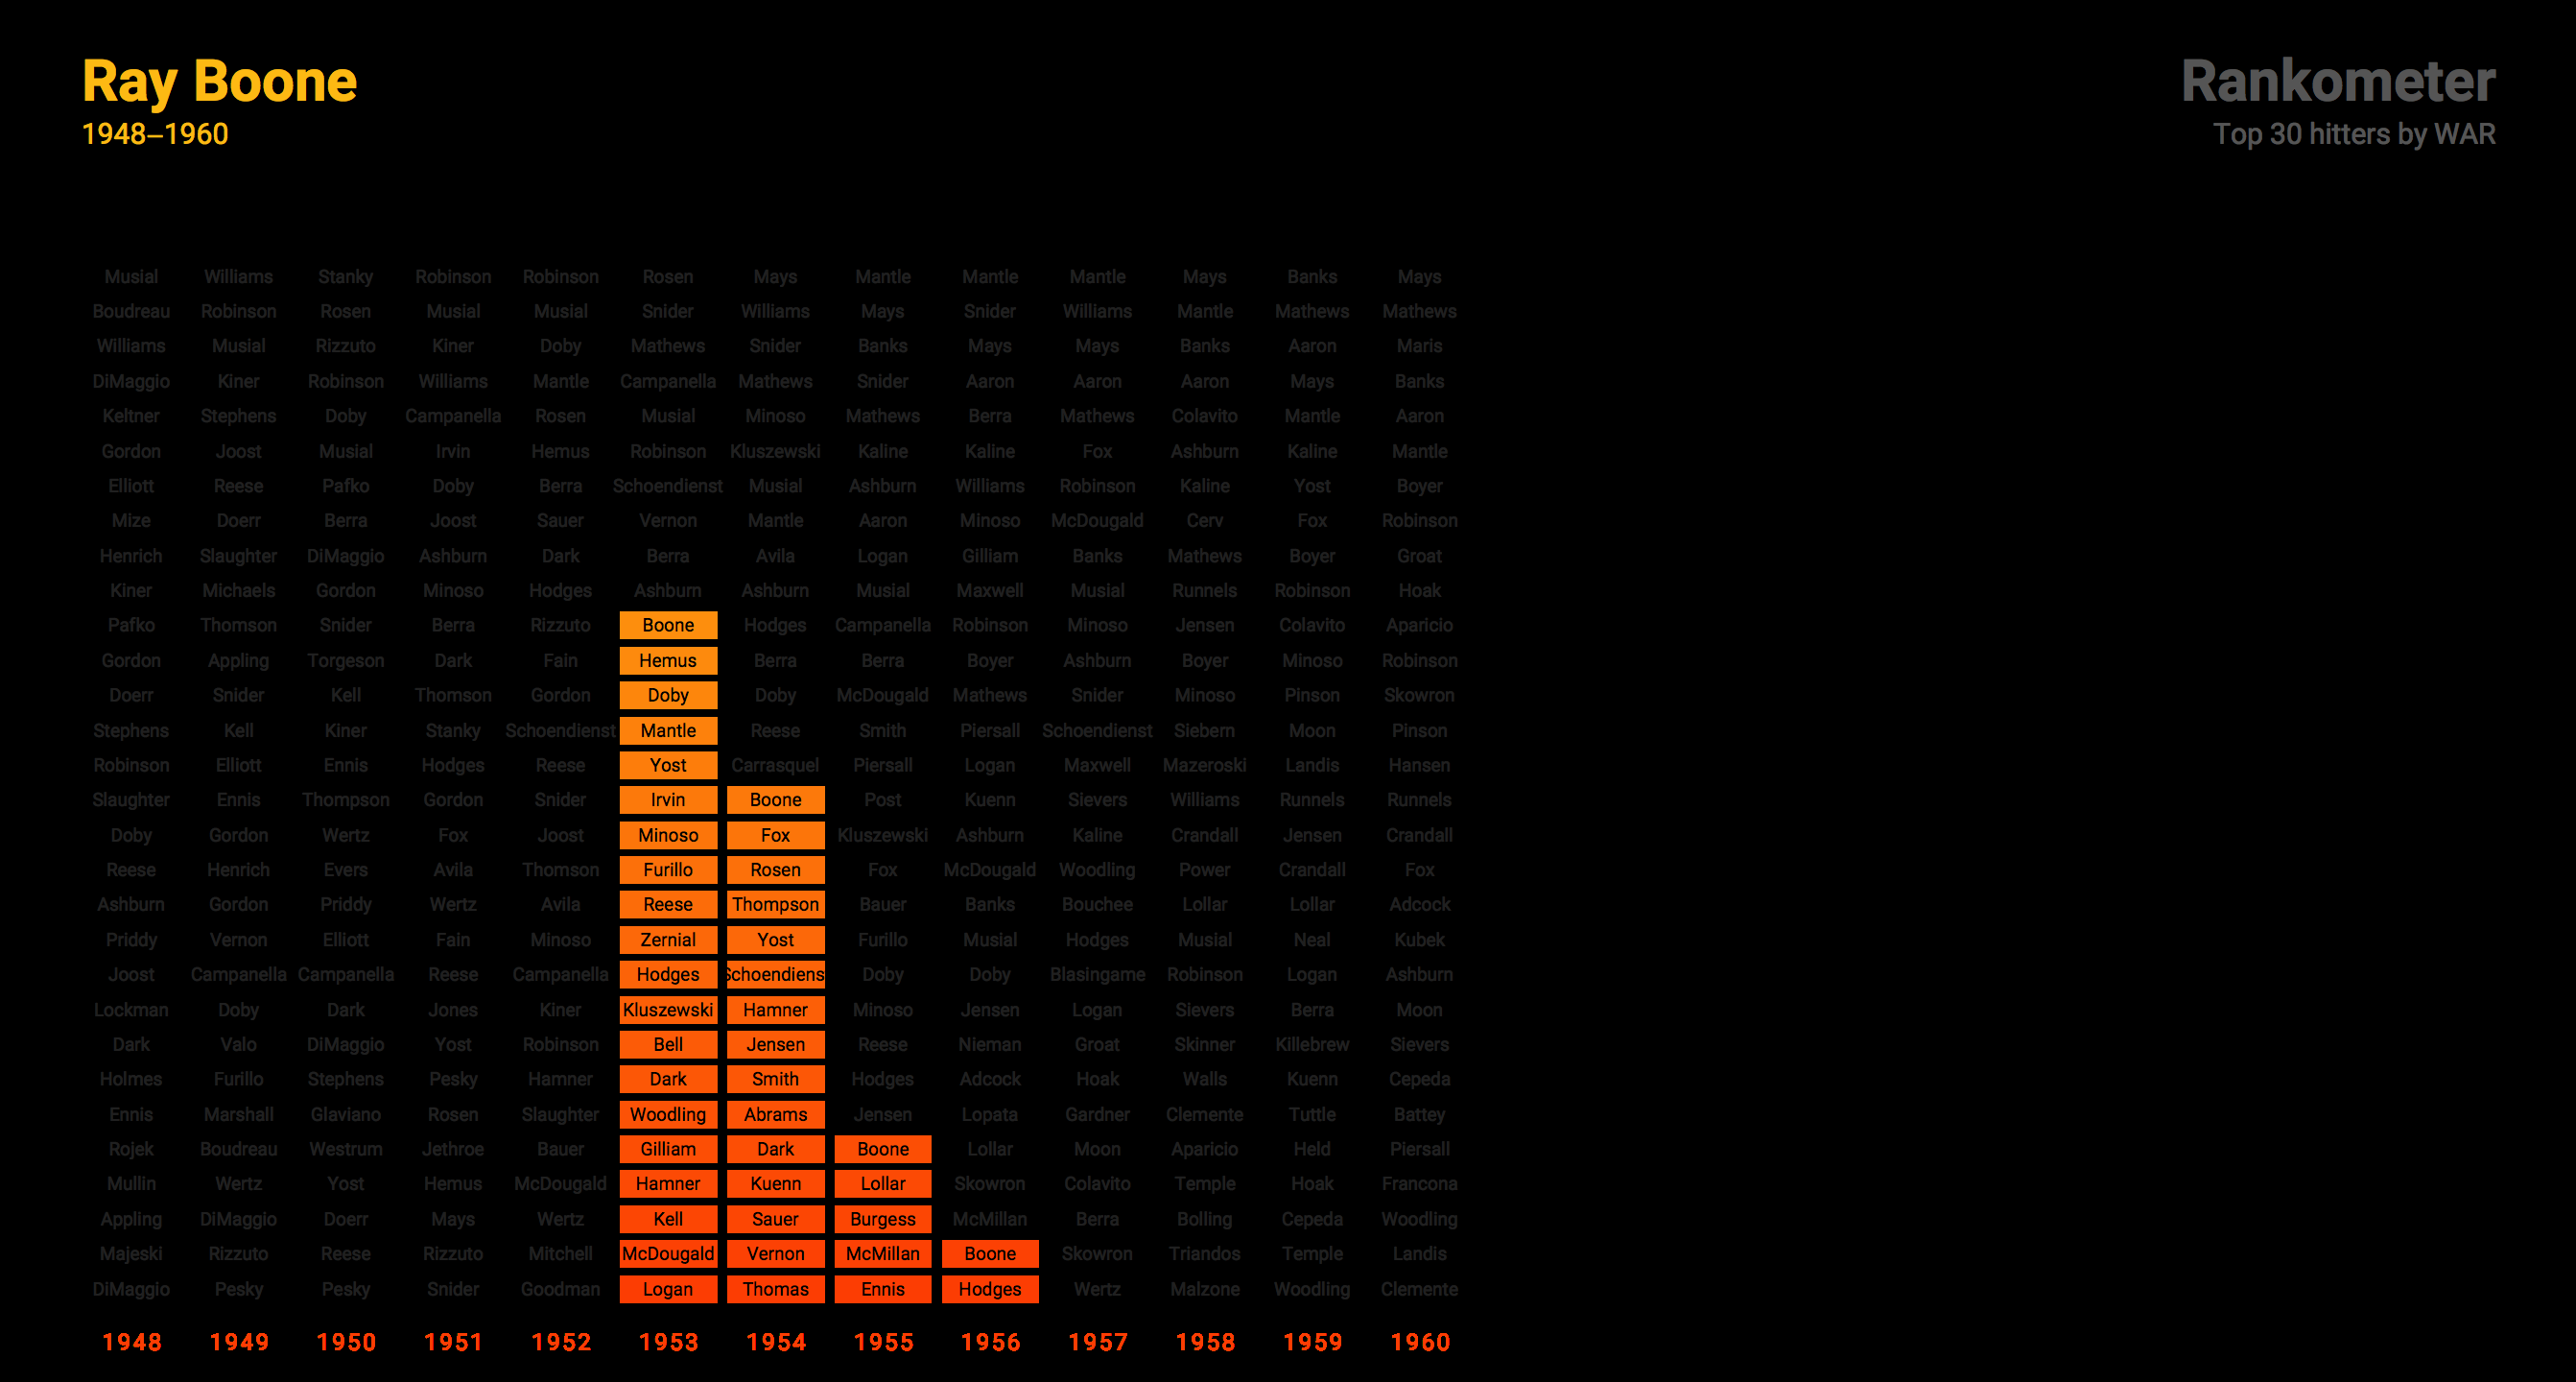 Ray Boone
1948–1960
Rankometer
Top 30 hitters by WAR
Musial Williams Stanky Robinson Robinson Rosen Mays Mantle Mantle Mantle Mays Banks Mays
Boudreau Robinson Rosen Musial Musial Snider Williams Mays Snider Williams Mantle Mathews Mathews
Williams Musial Rizzuto Kiner Doby Mathews Snider Banks Mays Mays Banks Aaron Maris
DiMaggio Kiner Robinson Williams Mantle Campanella Mathews Snider Aaron Aaron Aaron Mays Banks
Keltner Stephens Doby Campanella Rosen Musial Minoso Mathews Berra Mathews Colavito Mantle Aaron
Gordon Joost Musial Irvin Hemus Robinson Kluszewski Kaline Kaline Fox Ashburn Kaline Mantle
Elliott Reese Pafko Doby Berra Schoendienst Musial Ashburn Williams Robinson Kaline Yost Boyer
Mize Doerr Berra Joost Sauer Vernon Mantle Aaron Minoso McDougald Cerv Fox Robinson
Henrich Slaughter DiMaggio Ashburn Dark Berra Avila Logan Gilliam Banks Mathews Boyer Groat
Kiner Michaels Gordon Minoso Hodges Ashburn Ashburn Musial Maxwell Musial Runnels Robinson Hoak
Pafko Thomson Snider Berra Rizzuto Boone Hodges Campanella Robinson Minoso Jensen Colavito Aparicio
Gordon Appling Torgeson Dark Fain Hemus Berra Berra Boyer Ashburn Boyer Minoso Robinson
Doerr Snider Kell Thomson Gordon Doby Doby McDougald Mathews Snider Minoso Pinson Skowron
Stephens Kell Kiner Stanky Schoendienst Mantle Reese Smith Piersall Schoendienst Siebern Moon Pinson
Robinson Elliott Ennis Hodges Reese Yost Carrasquel Piersall Logan Maxwell Mazeroski Landis Hansen
Slaughter Ennis Thompson Gordon Snider Irvin Boone Post Kuenn Sievers Williams Runnels Runnels
Doby Gordon Wertz Fox Joost Minoso Fox Kluszewski Ashburn Kaline Crandall Jensen Crandall
Reese Henrich Evers Avila Thomson Furillo Rosen Fox McDougald Woodling Power Crandall Fox
Ashburn Gordon Priddy Wertz Avila Reese Thompson Bauer Banks Bouchee Lollar Lollar Adcock
Priddy Vernon Elliott Fain Minoso Zernial Yost Furillo Musial Hodges Musial Neal Kubek
Joost Campanella Campanella Reese Campanella Hodges Schoendiens Doby Doby Blasingame Robinson Logan Ashburn
Lockman Doby Dark Jones Kiner Kluszewski Hamner Minoso Jensen Logan Sievers Berra Moon
Dark Valo DiMaggio Yost Robinson Bell Jensen Reese Nieman Groat Skinner Killebrew Sievers
Holmes Furillo Stephens Pesky Hamner Dark Smith Hodges Adcock Hoak Walls Kuenn Cepeda
Ennis Marshall Glaviano Rosen Slaughter Woodling Abrams Jensen Lopata Gardner Clemente Tuttle Battey
Rojek Boudreau Westrum Jethroe Bauer Gilliam Dark Boone Lollar Moon Aparicio Held Piersall
Mullin Wertz Yost Hemus McDougald Hamner Kuenn Lollar Skowron Colavito Temple Hoak Francona
Appling DiMaggio Doerr Mays Wertz Kell Sauer Burgess McMillan Berra Bolling Cepeda Woodling
Majeski Rizzuto Reese Rizzuto Mitchell McDougald Vernon McMillan Boone Skowron Triandos Temple Landis
DiMaggio Pesky Pesky Snider Goodman Logan Thomas Ennis Hodges Wertz Malzone Woodling Clemente
1948 1949 1950 1951 1952 1953 1954 1955 1956 1957 1958 1959 1960